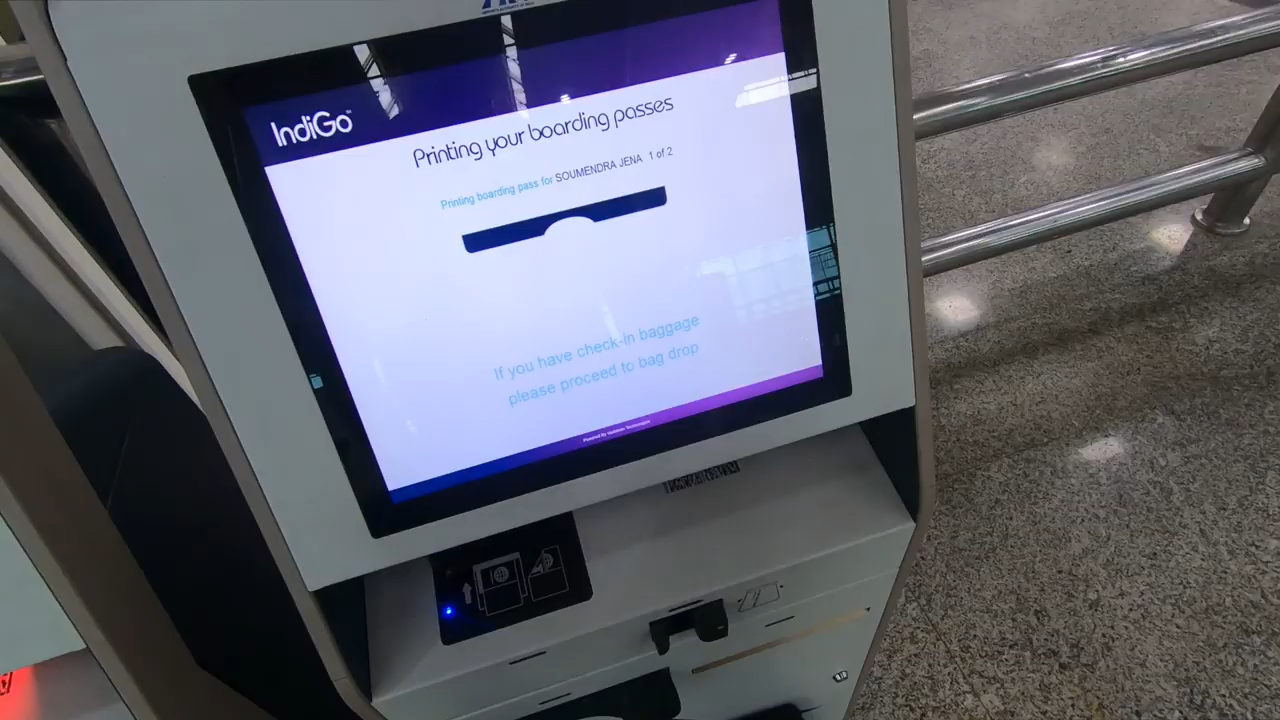 IndiGo
Printing your boarding passes
Printing boarding pass for SOUMENDRA JENA 1 of 2
If you have check-in baggage
please proceed to bag drop